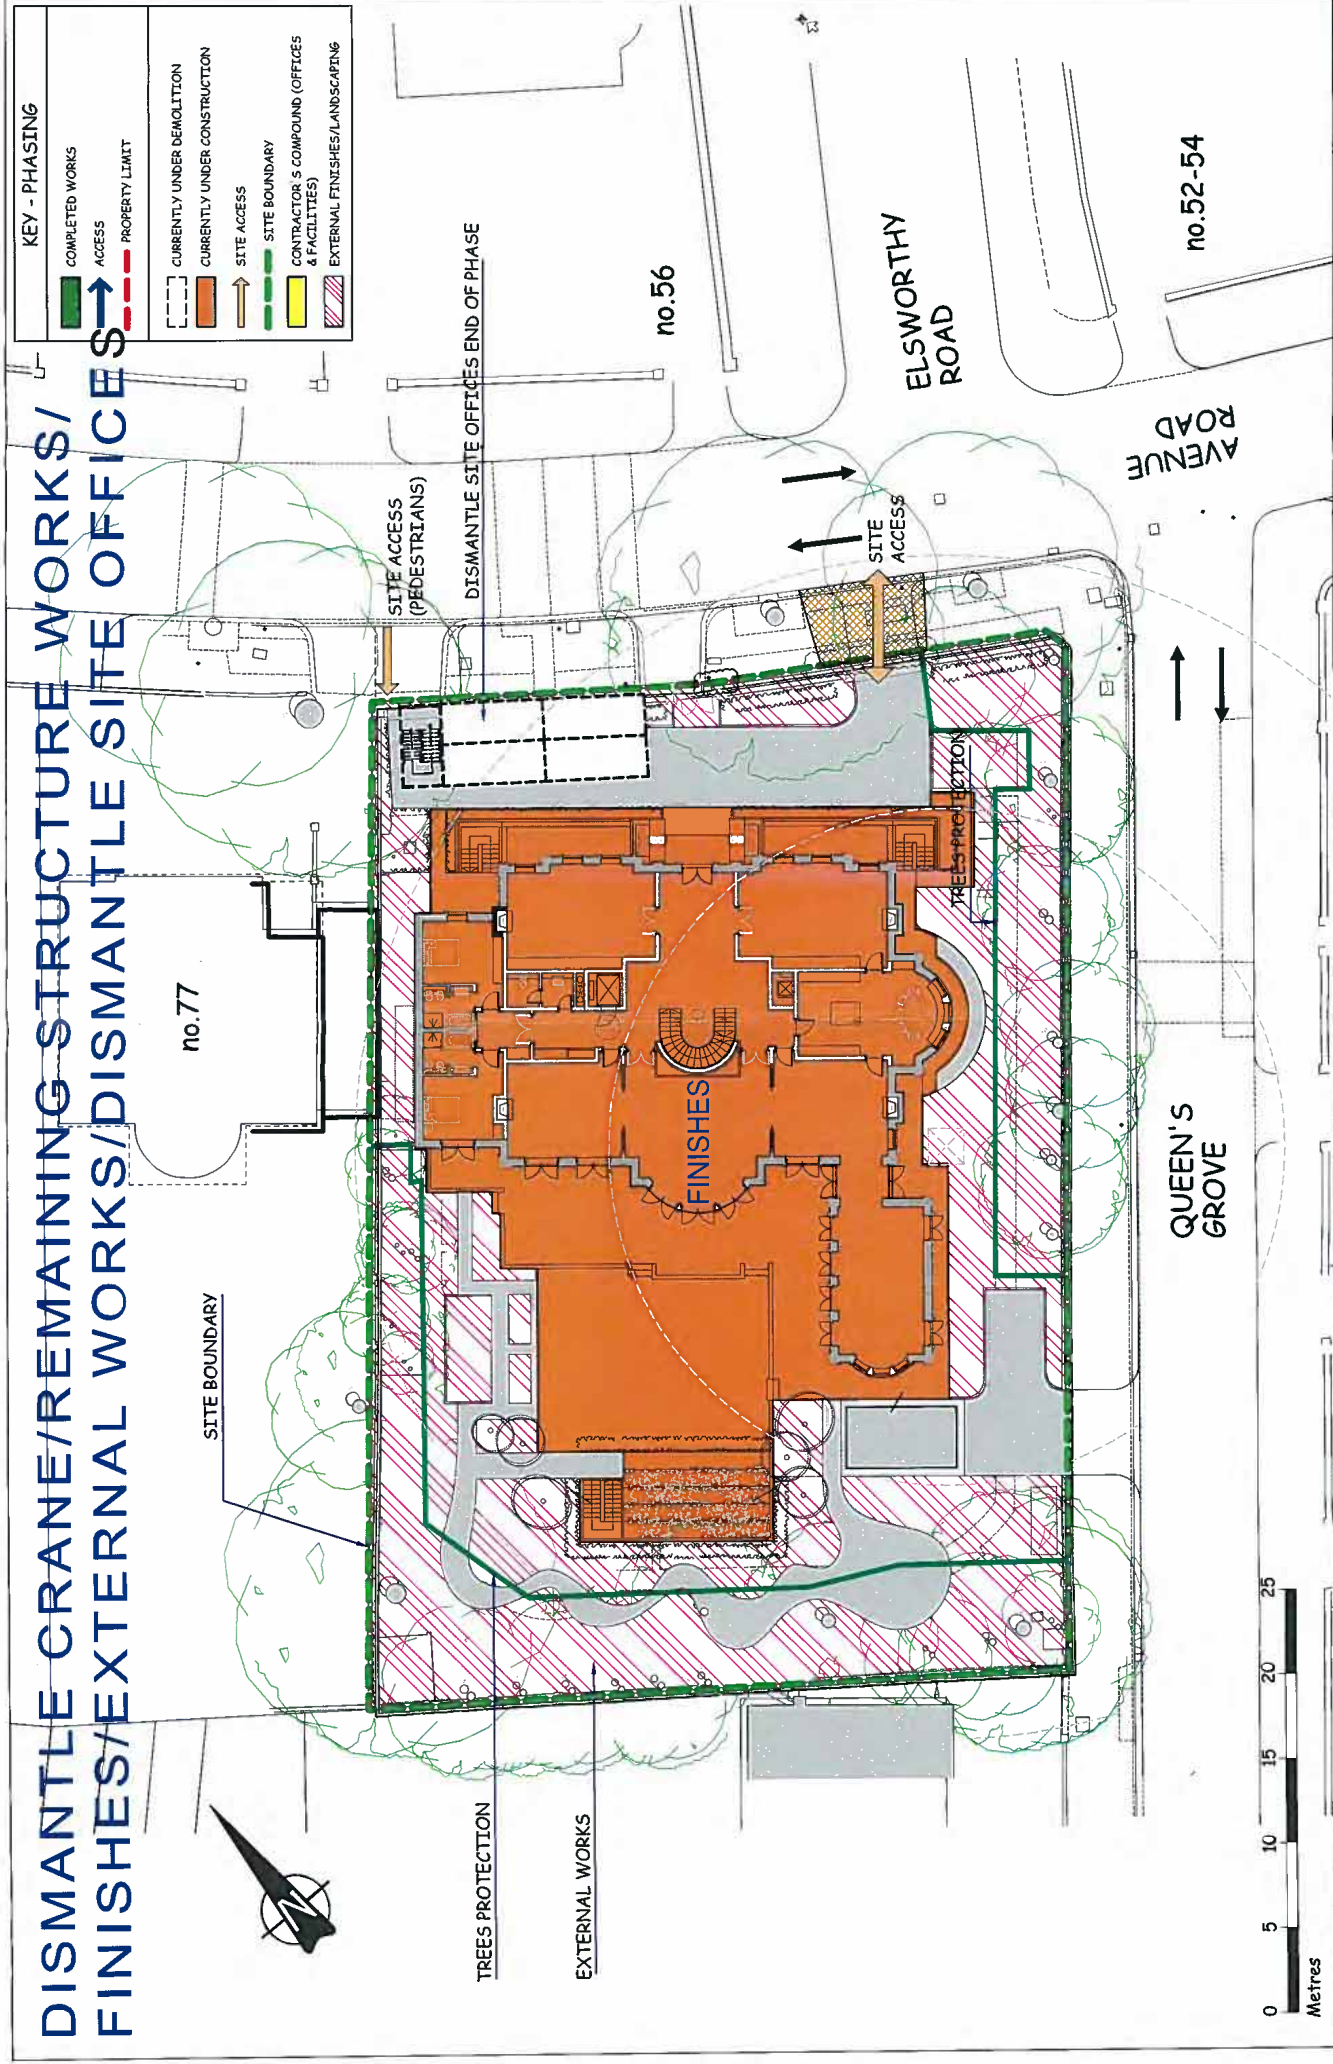 DISMANTLE CRANE/REMAINING STRUCTURE WORKS/
FINISHES/EXTERNAL WORKS/DISMANTLE SITE OFFICES
KEY - PHASING
COMPLETED WORKS
ACCESS
PROPERTY LIMIT
CURRENTLY UNDER DEMOLITION
CURRENTLY UNDER CONSTRUCTION
SITE ACCESS
SITE BOUNDARY
CONTRACTOR'S COMPOUND (OFFICES
& FACILITIES)
EXTERNAL FINISHES/LANDSCAPING
no.77
SITE BOUNDARY
SITE ACCESS
(PEDESTRIANS)
DISMANTLE SITE OFFICES END OF PHASE
no.56
N
TREES PROTECTION
EXTERNAL WORKS
FINISHES
SITE
ACCESS
ELSWORTHY
ROAD
TREES PROTECTION
AVENUE
ROAD
no.52-54
QUEEN'S
GROVE
0 5 10 15 20 25
Metres